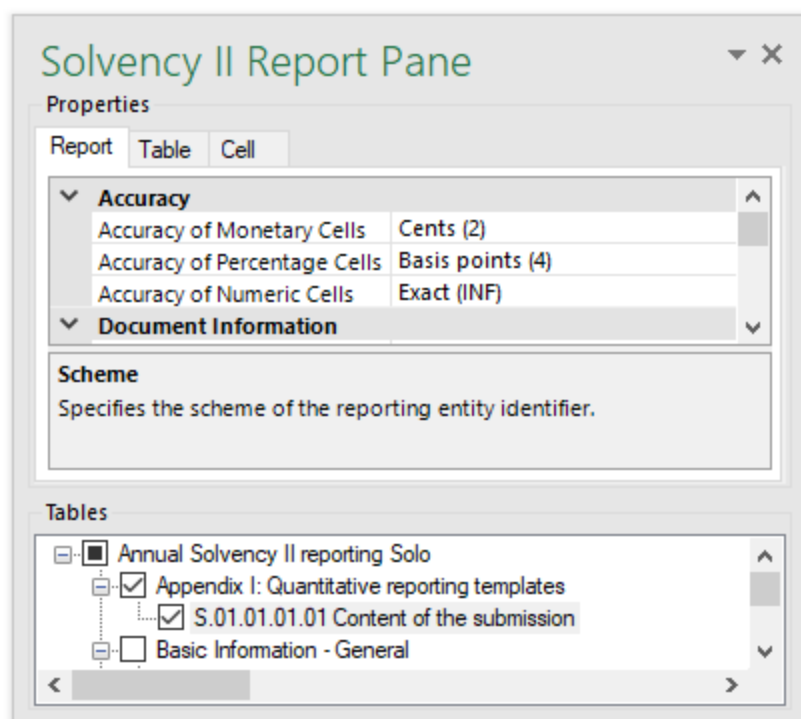 Solvency II Report Pane
Properties
Report Table Cell
Accuracy
Accuracy of Monetary Cells Cents (2)
Accuracy of Percentage Cells Basis points (4)
Accuracy of Numeric Cells Exact (INF)
Document Information
Scheme
Specifies the scheme of the reporting entity identifier.
Tables
Annual Solvency II reporting Solo
Appendix I: Quantitative reporting templates
S.01.01.01.01 Content of the submission
Basic Information - General